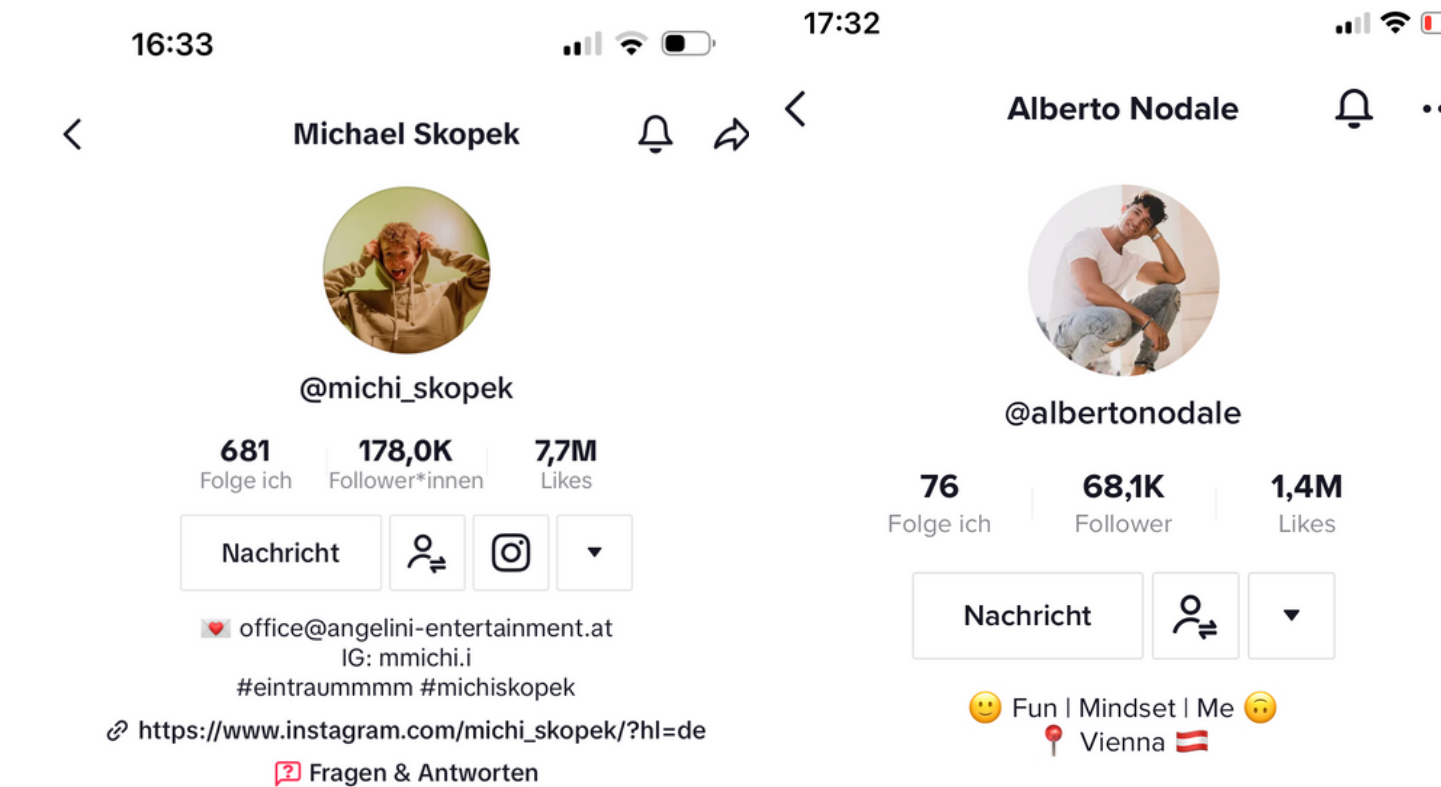 16:33
Michael Skopek
@michi_skopek
681 178,0K 7,7M
Folge ich Follower*innen Likes
Nachricht
office@angelini-entertainment.at
IG: mmichi.i
#eintraummmm #michiskopek
https://www.instagram.com/michi_skopek/?hl=de
Fragen & Antworten
17:32
Alberto Nodale
@albertonodale
76 68,1K 1,4M
Folge ich Follower Likes
Nachricht
🙂 Fun | Mindset | Me 🙃
📍 Vienna 🇦🇹